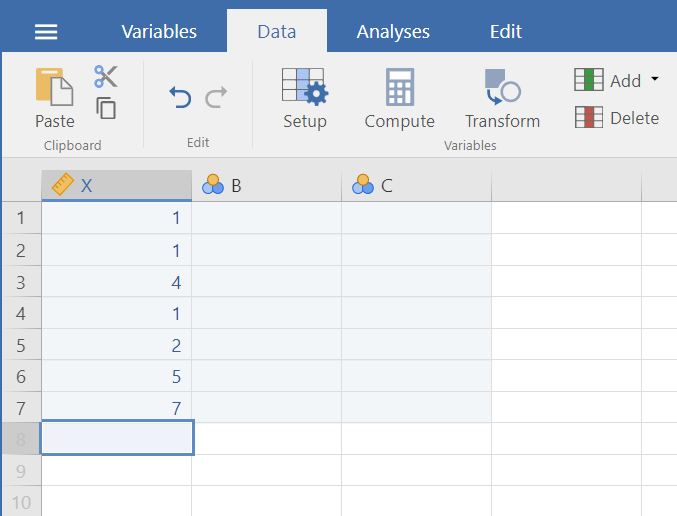 Variables Data Analyses Edit
Paste Setup Compute Transform Add
Delete
Clipboard Edit Variables
X B C
1 1
2 1
3 4
4 1
5 2
6 5
7 7
8
9
10